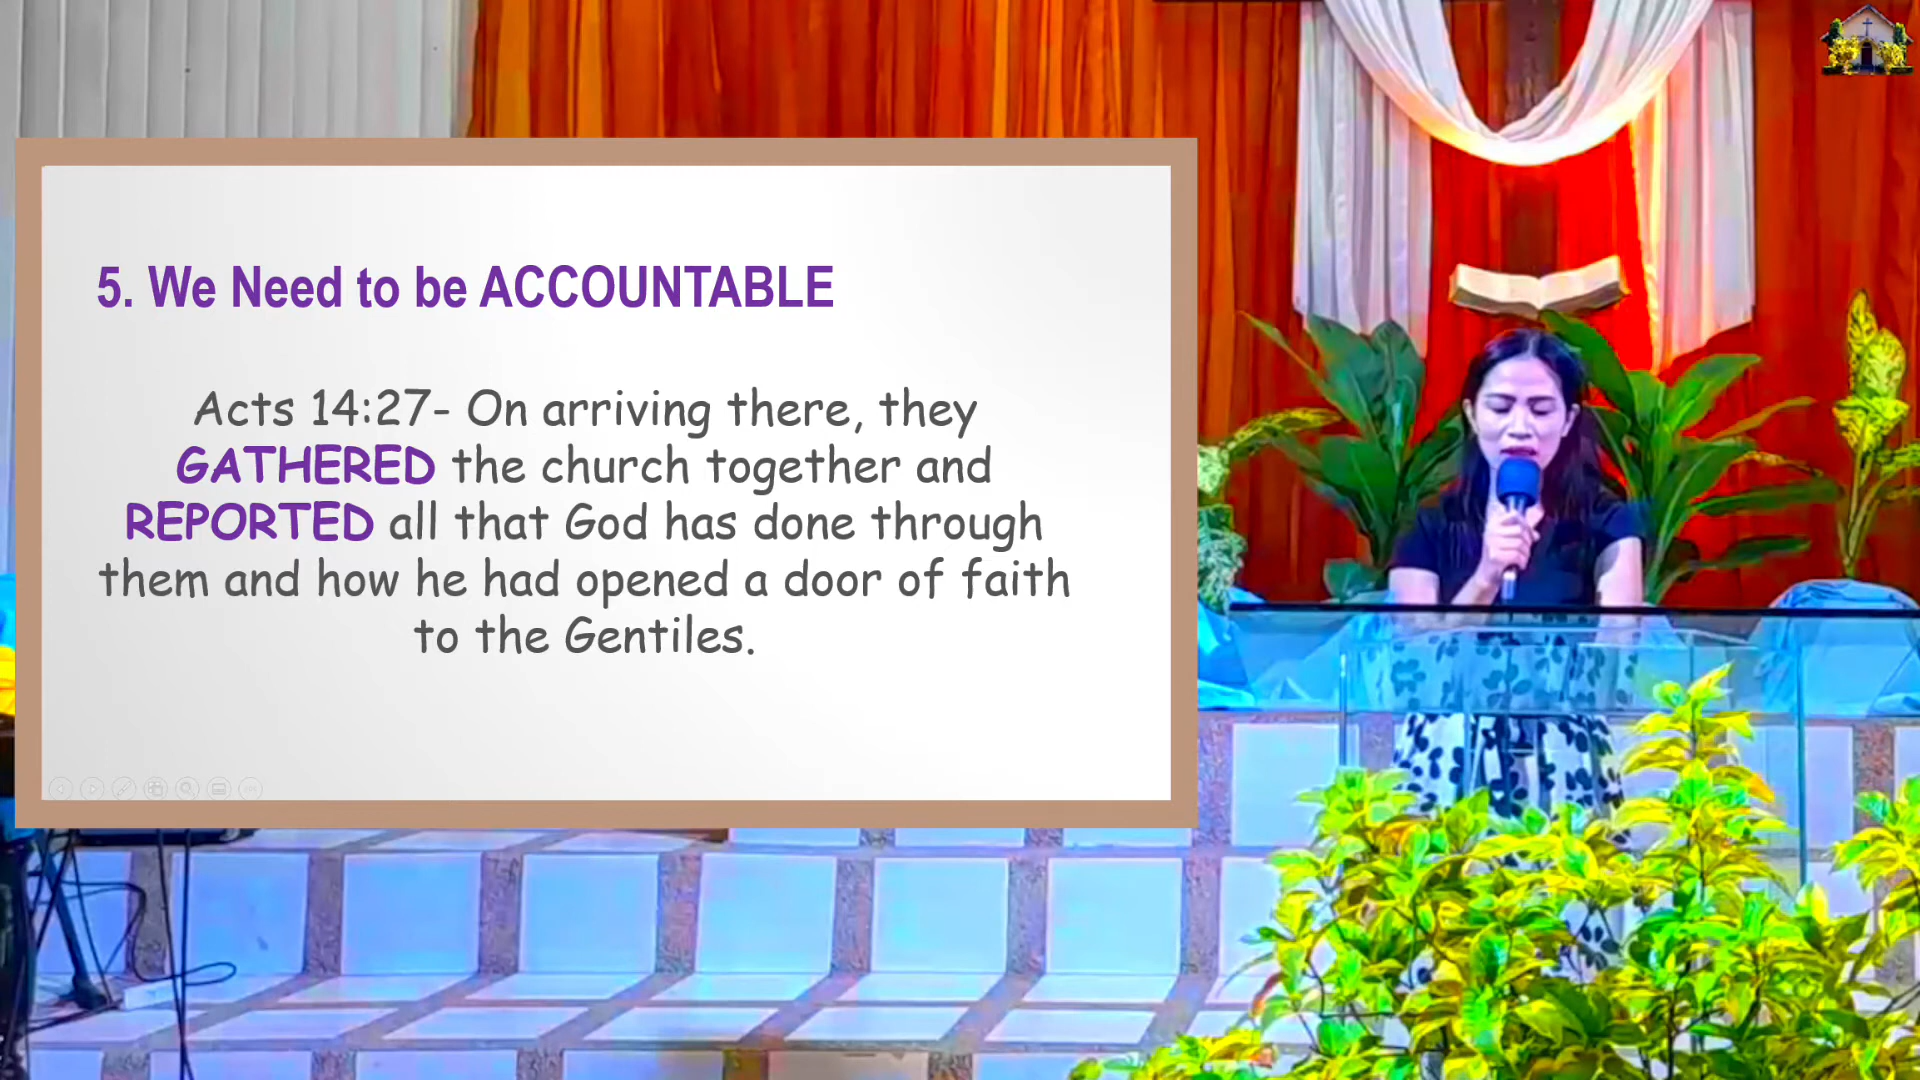 5. We Need to be ACCOUNTABLE
Acts 14:27- On arriving there, they
GATHERED the church together and
REPORTED all that God has done through
them and how he had opened a door of faith
to the Gentiles.